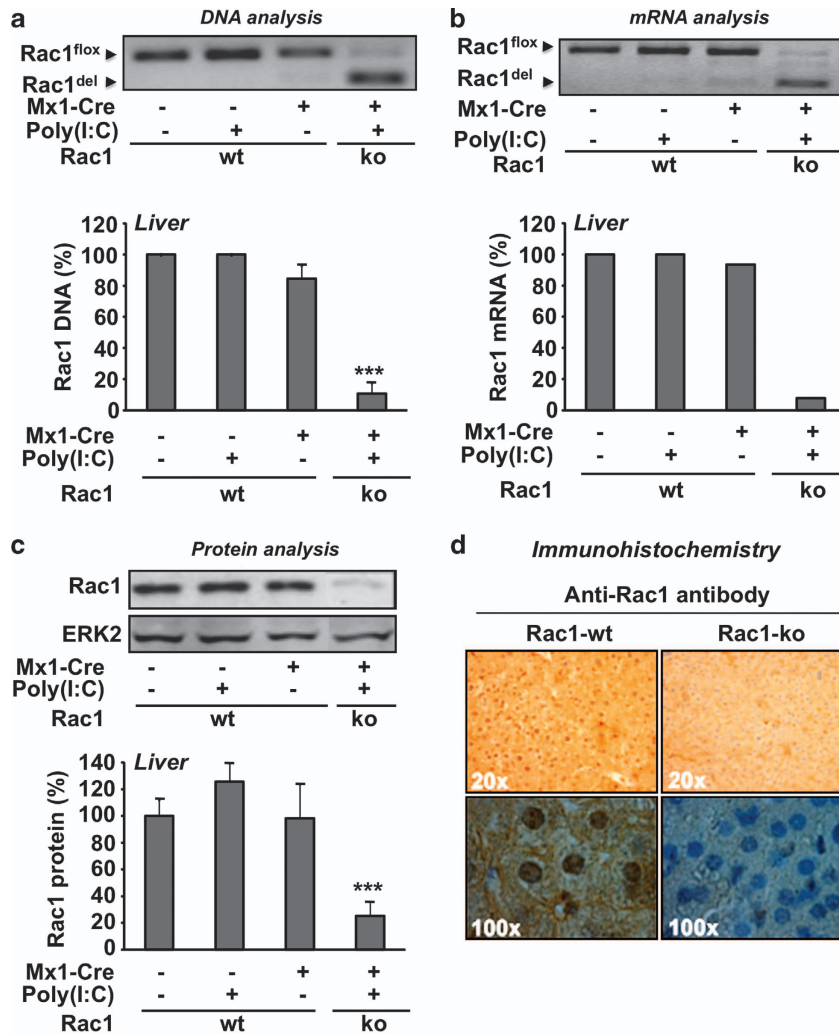 a
DNA analysis
Rac1flox
Rac1del
Mx1-Cre - - + +
Poly(I:C) - + - +
Rac1 wt ko
Liver
120
100
80
60
40
20
0
Rac1 DNA (%)
***
Mx1-Cre - - + +
Poly(I:C) - + - +
Rac1 wt ko
b
mRNA analysis
Rac1flox
Rac1del
Mx1-Cre - - + +
Poly(I:C) - + - +
Rac1 wt ko
Liver
120
100
80
60
40
20
0
Rac1 mRNA (%)
Mx1-Cre - - + +
Poly(I:C) - + - +
Rac1 wt ko
c
Protein analysis
Rac1
ERK2
Mx1-Cre - - + +
Poly(I:C) - + - +
Rac1 wt ko
Liver
140
120
100
80
60
40
20
0
Rac1 protein (%)
***
Mx1-Cre - - + +
Poly(I:C) - + - +
Rac1 wt ko
d
Immunohistochemistry
Anti-Rac1 antibody
Rac1-wt Rac1-ko
20x 20x
100x 100x